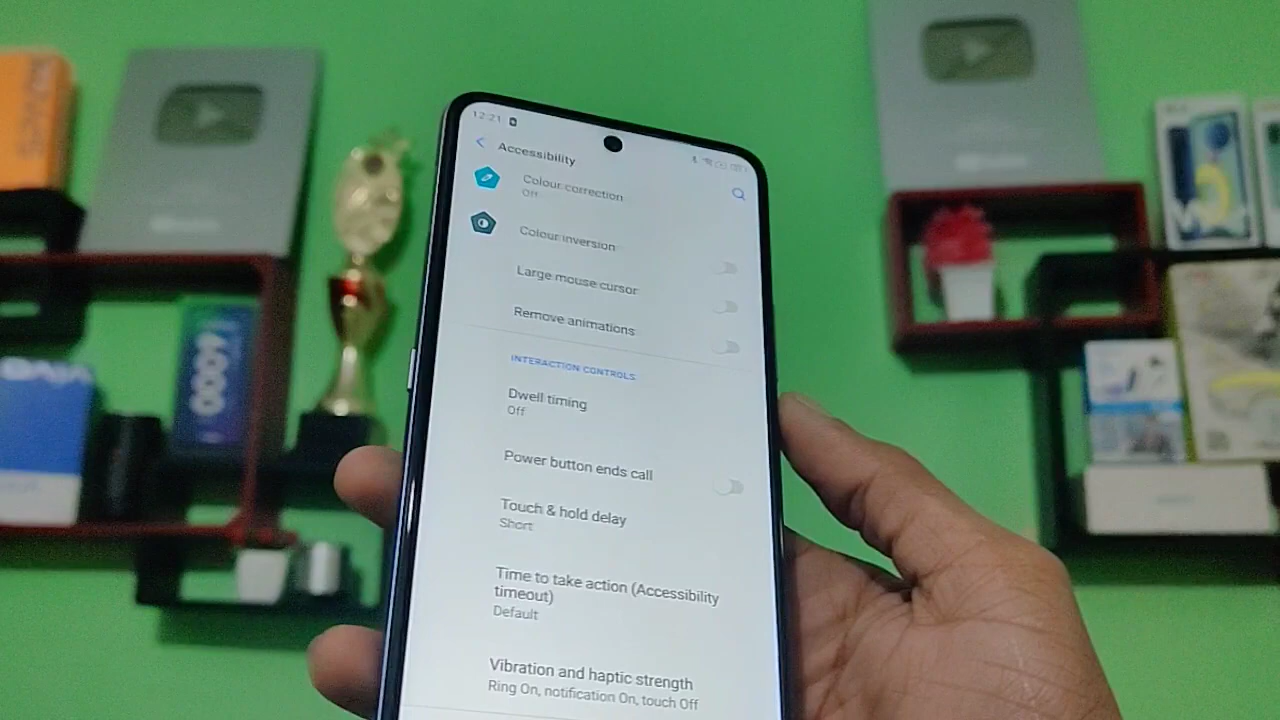 12:21
Accessibility
Colour correction
Off
Colour inversion
Large mouse cursor
Remove animations
INTERACTION CONTROLS
Dwell timing
Off
Power button ends call
Touch & hold delay
Short
Time to take action (Accessibility
timeout)
Default
Vibration and haptic strength
Ring On, notification On, touch Off